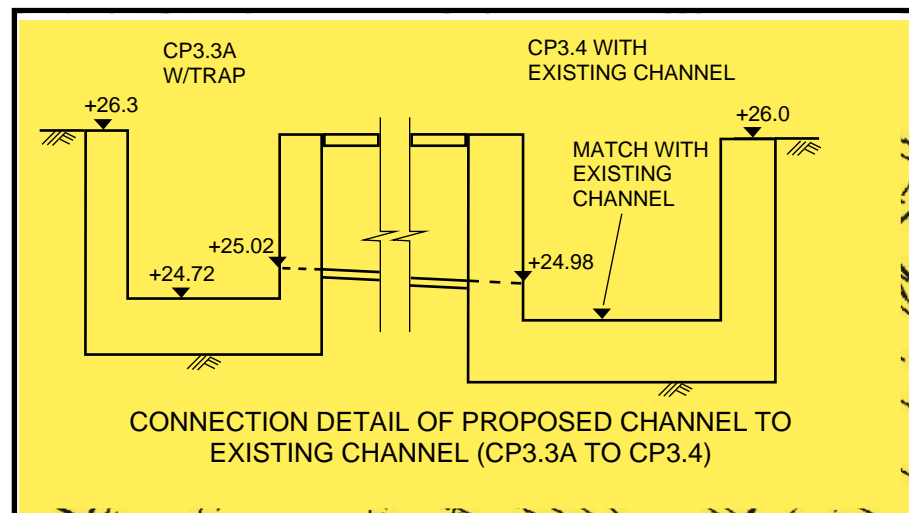 CP3.3A
W/TRAP
CP3.4 WITH
EXISTING CHANNEL
+26.3
+26.0
MATCH WITH
EXISTING
CHANNEL
+25.02
+24.98
+24.72
CONNECTION DETAIL OF PROPOSED CHANNEL TO
EXISTING CHANNEL (CP3.3A TO CP3.4)